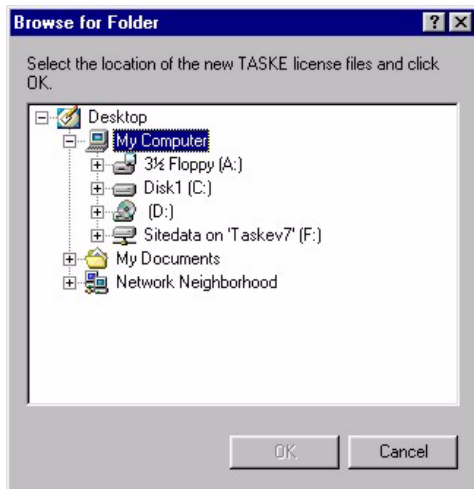 Browse for Folder
Select the location of the new TASKE license files and click
OK.
Desktop
My Computer
3½ Floppy (A:)
Disk1 (C:)
(D:)
Sitedata on 'Taskev7' (F:)
My Documents
Network Neighborhood
OK
Cancel